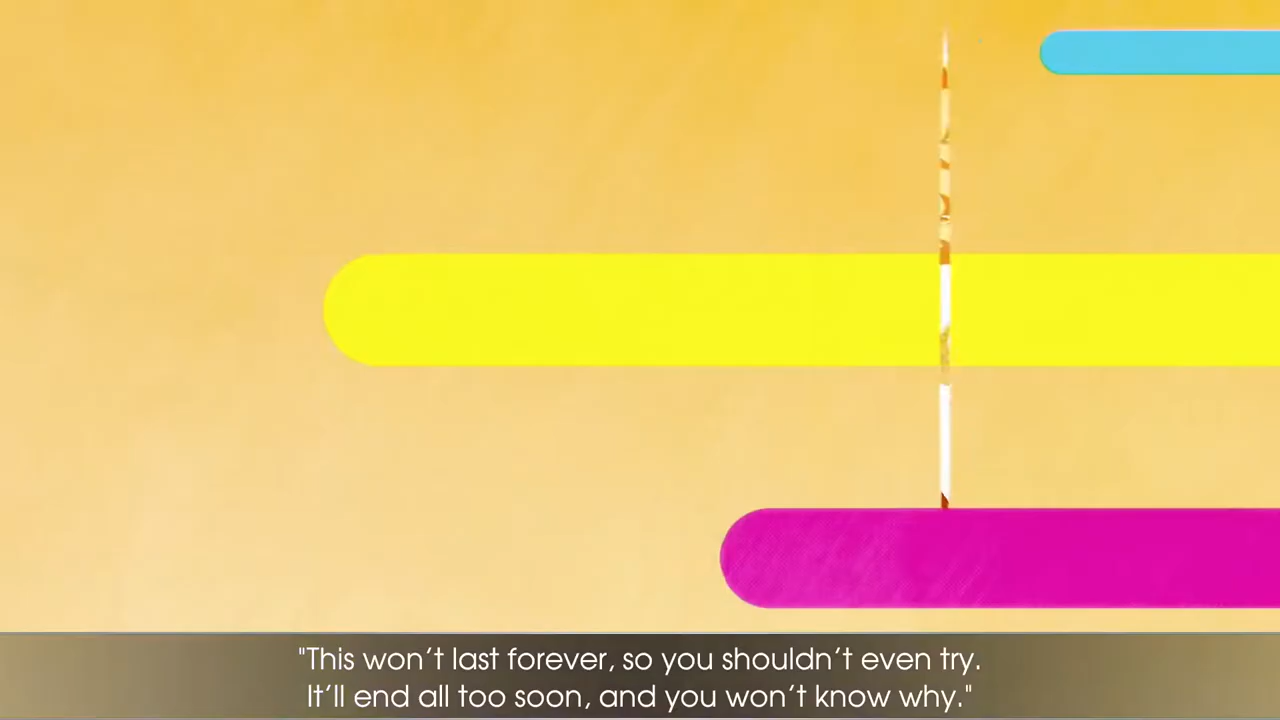 "This won't last forever, so you shouldn't even try.
It'll end all too soon, and you won't know why."